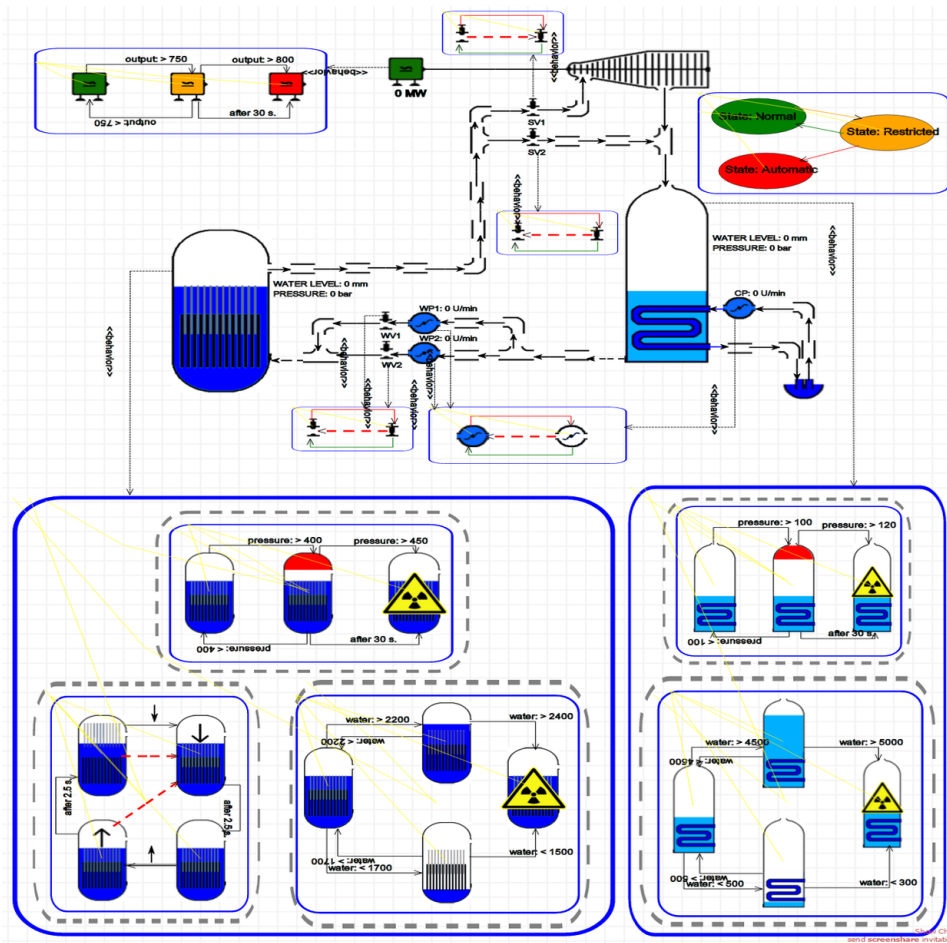 output: > 750
output: > 800
<<behavior>>
output: < 750
after 30 s.
0 MW
<<behavior>>
SV1
SV2
<<behavior>>
State: Normal
State: Restricted
State: Automatic
WATER LEVEL: 0 mm
PRESSURE: 0 bar
<<behavior>>
WATER LEVEL: 0 mm
PRESSURE: 0 bar
CP: 0 U/min
WP1: 0 U/min
WV1
WP2: 0 U/min
WV2
<<behavior>>
<<behavior>>
<<behavior>>
<<behavior>>
<<behavior>>
pressure: > 400
pressure: > 450
pressure: < 400
after 30 s.
pressure: > 100
pressure: > 120
pressure: < 100
after 30 s.
after 2.5 s.
after 2.5 s.
water: > 2200
water: < 2200
water: > 2400
water: > 1700
water: < 1700
water: < 1500
water: > 4500
water: < 4500
water: > 5000
water: > 500
water: < 500
water: < 300
send screenshare invitat